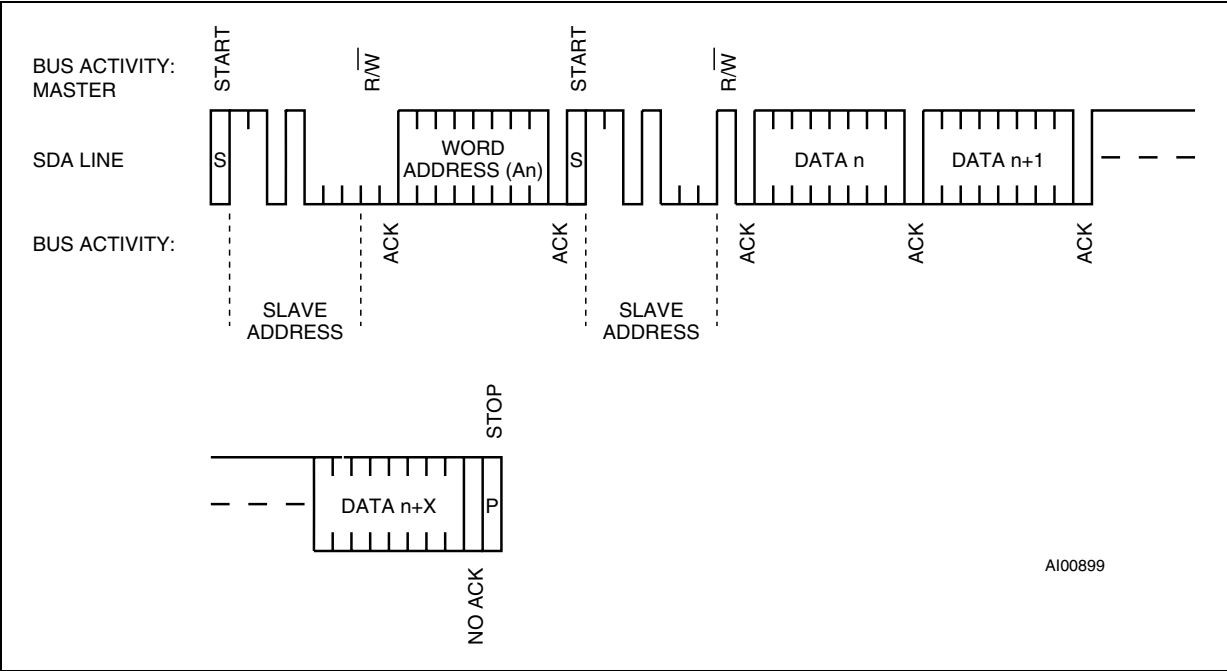 BUS ACTIVITY:
MASTER
START
R/W
START
R/W
SDA LINE
S
WORD
ADDRESS (An)
S
DATA n
DATA n+1
BUS ACTIVITY:
ACK
ACK
ACK
ACK
ACK
SLAVE
ADDRESS
SLAVE
ADDRESS
STOP
DATA n+X
P
NO ACK
AI00899